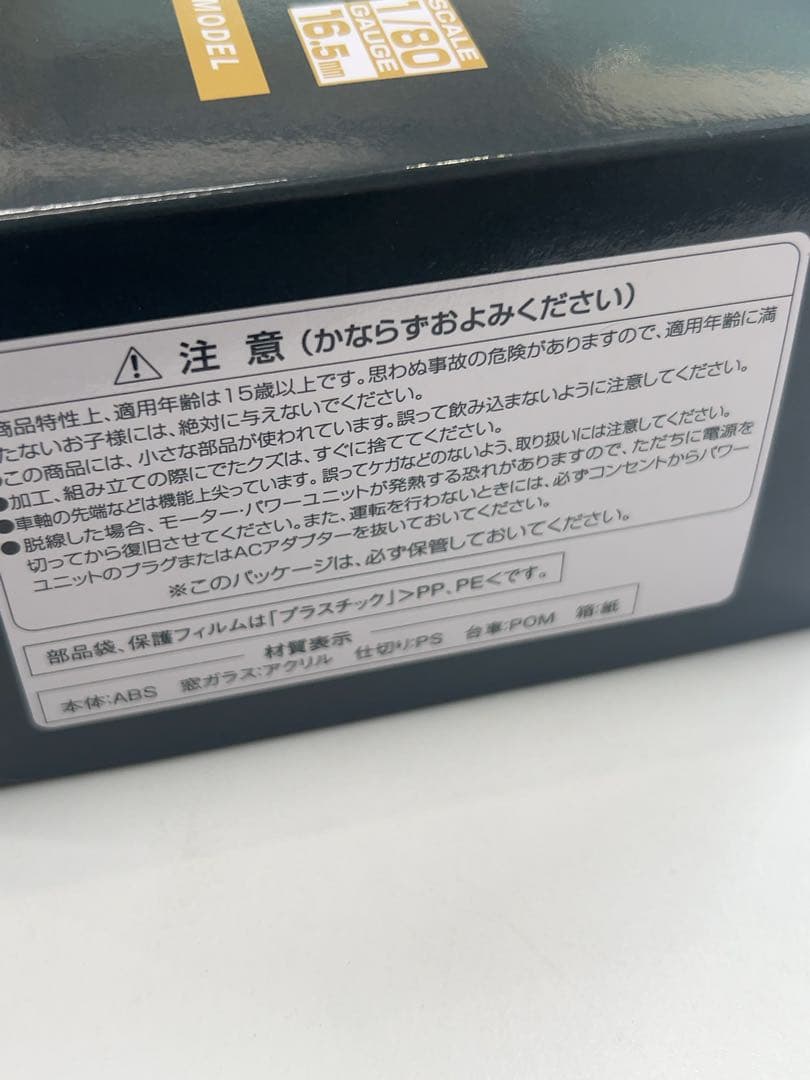 MODEL
SCALE
1/80
GAUGE
16.5mm
⚠ 注意（かならずおよみください）
商品特性上、適用年齢は15歳以上です。思わぬ事故の危険がありますので、適用年齢に満
たないお子様には、絶対に与えないでください。
●この商品には、小さな部品が使われています。誤って飲み込まないように注意してください。
●加工、組み立ての際にでたクズは、すぐに捨ててください。
●車軸の先端などは機能上尖っています。誤ってケガなどのないよう、取り扱いには注意してください。
●脱線した場合、モーター・パワーユニットが発熱する恐れがありますので、ただちに電源を
切ってから復旧させてください。また、運転を行わないときには、必ずコンセントからパワー
ユニットのプラグまたはACアダプターを抜いておいてください。
※このパッケージは、必ず保管しておいてください。
部品袋、保護フィルムは「プラスチック」>PP、PE<です。
材質表示
本体:ABS 窓ガラス:アクリル 仕切り:PS 台車:POM 箱:紙